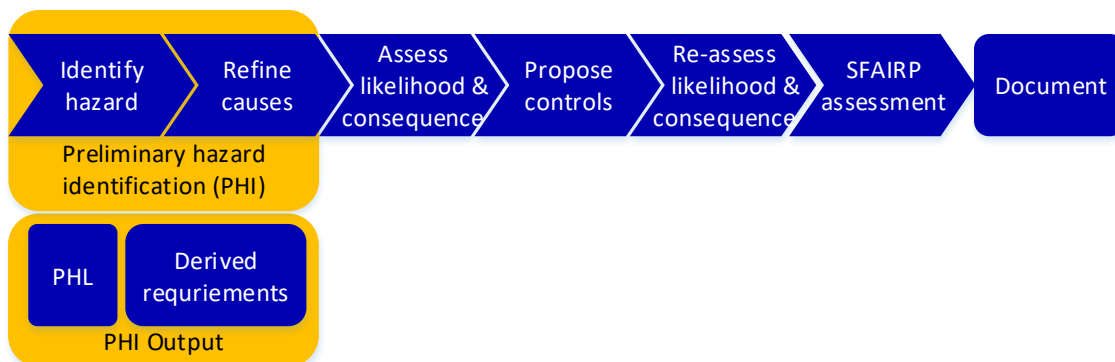 Identify
hazard
Refine
causes
Assess
likelihood &
consequence
Propose
controls
Re-assess
likelihood &
consequence
SFAIRP
assessment
Document
Preliminary hazard
identification (PHI)
PHL
Derived
requriements
PHI Output